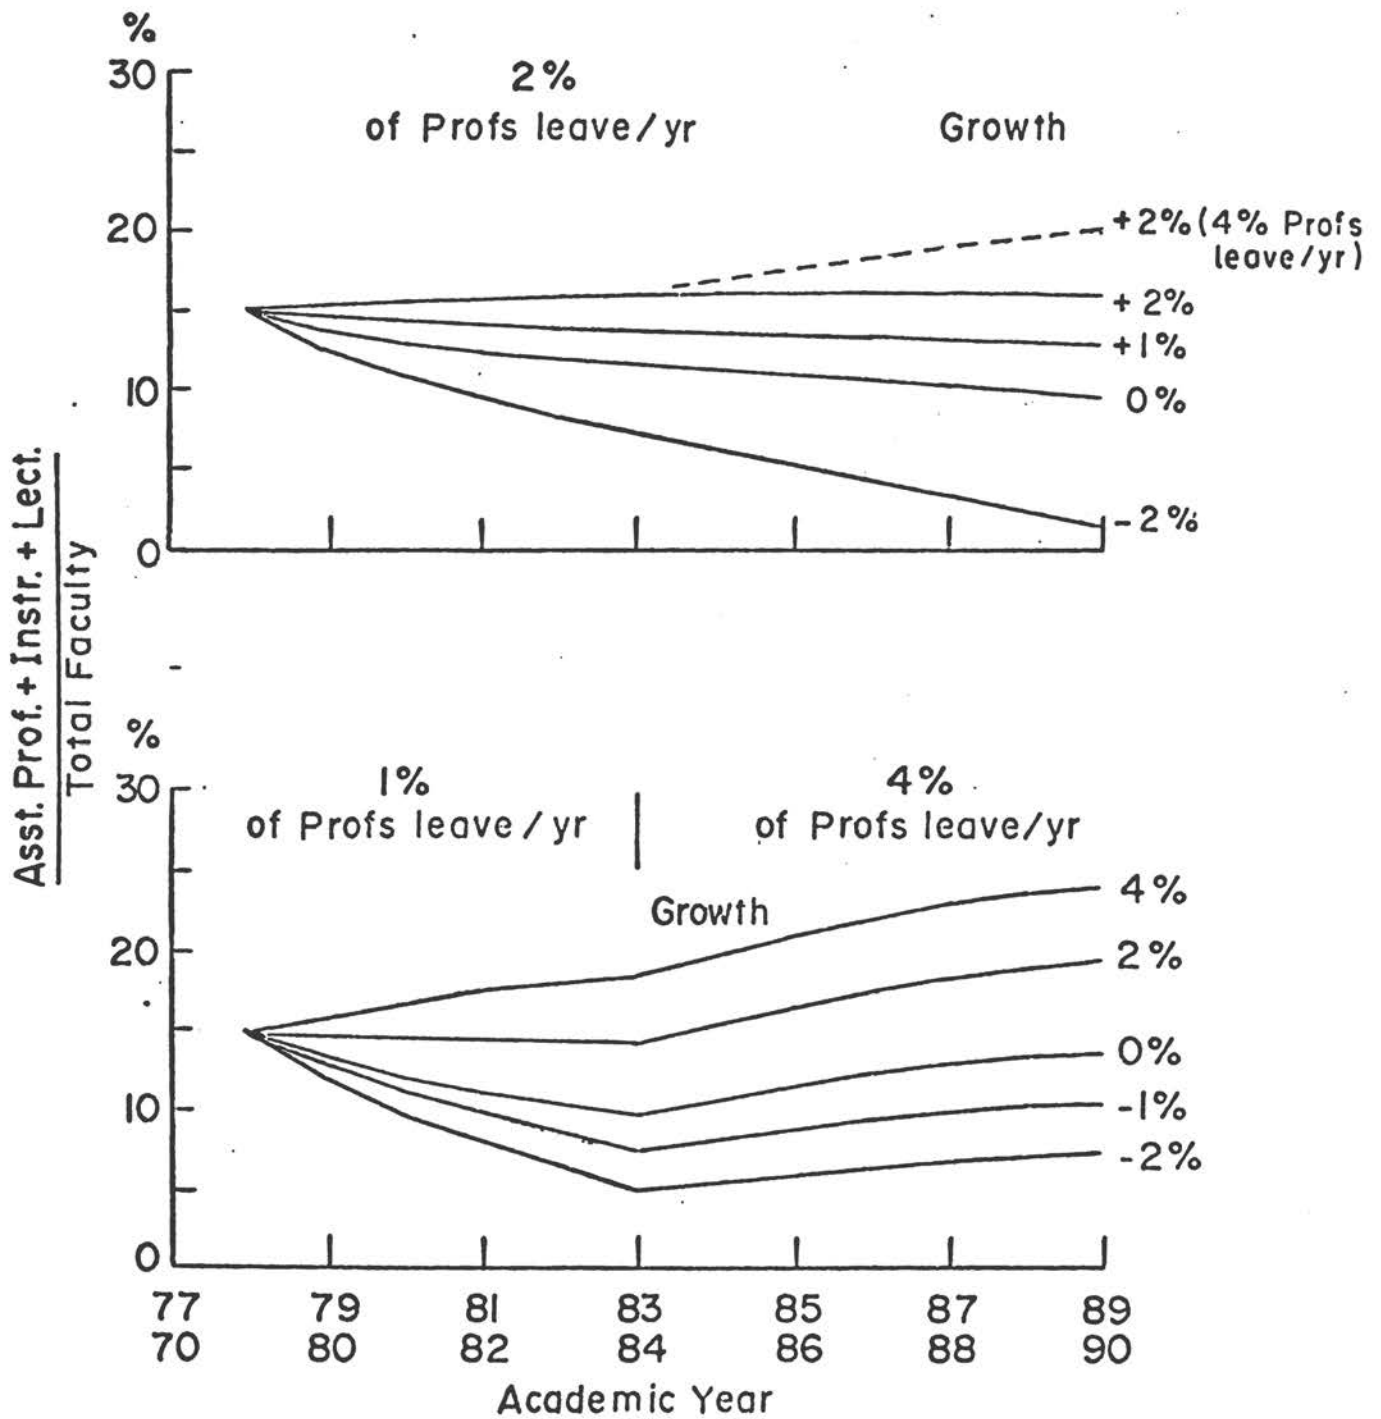 %
30
2%
of Profs leave/yr
Growth
20
+2% (4% Profs
leave/yr)
+2%
+1%
10
0%
-2%
0
Asst. Prof. + Instr. + Lect.
Total Faculty
%
30
1%
of Profs leave/yr
4%
of Profs leave/yr
Growth
4%
20
2%
0%
10
-1%
-2%
0
77 79 81 83 85 87 89
70 80 82 84 86 88 90
Academic Year